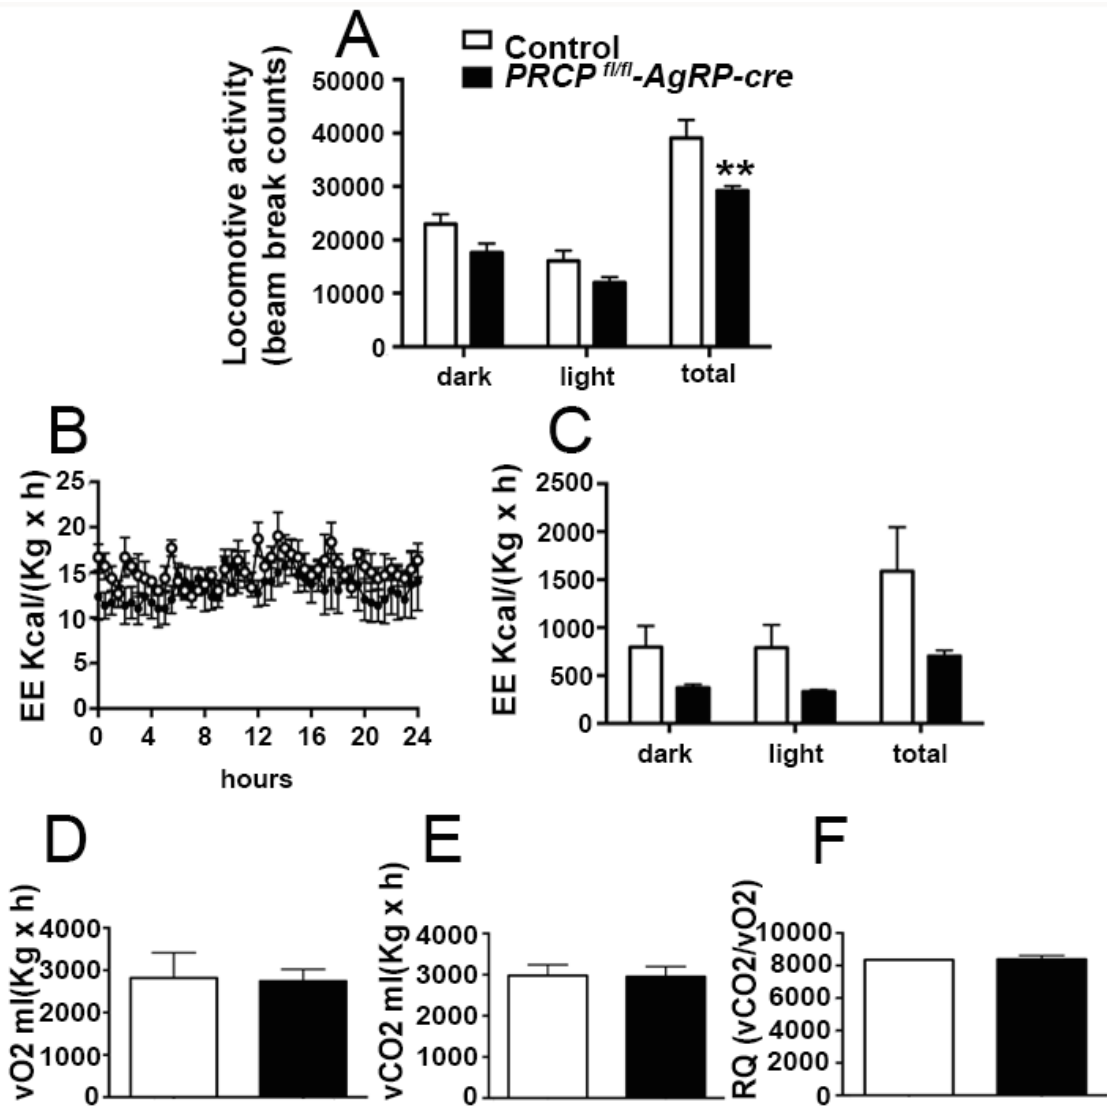 A
Control
PRCP fl/fl-AgRP-cre
Locomotive activity
(beam break counts)
50000
40000
30000
20000
10000
0
**
dark light total
B
EE Kcal/(Kg x h)
25
20
15
10
5
0
0 4 8 12 16 20 24
hours
C
EE Kcal/(Kg x h)
2500
2000
1500
1000
500
0
dark light total
D
vO2 ml(Kg x h)
4000
3000
2000
1000
0
E
vCO2 ml(Kg x h)
4000
3000
2000
1000
0
F
RQ (vCO2/vO2)
10000
8000
6000
4000
2000
0